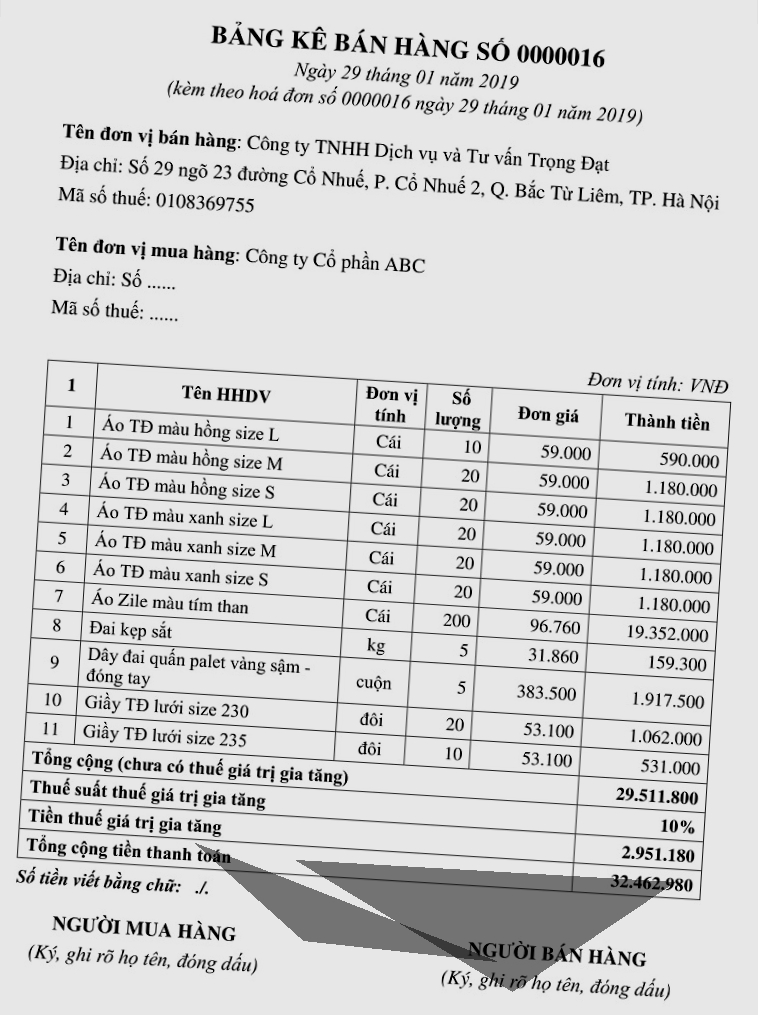 BẢNG KÊ BÁN HÀNG SỐ 0000016
Ngày 29 tháng 01 năm 2019
(kèm theo hoá đơn số 0000016 ngày 29 tháng 01 năm 2019)
Tên đơn vị bán hàng: Công ty TNHH Dịch vụ và Tư vấn Trọng Đạt
Địa chỉ: Số 29 ngõ 23 đường Cổ Nhuế, P. Cổ Nhuế 2, Q. Bắc Từ Liêm, TP. Hà Nội
Mã số thuế: 0108369755
Tên đơn vị mua hàng: Công ty Cổ phần ABC
Địa chỉ: Số ......
Mã số thuế: ......
Đơn vị tính: VNĐ
1 Tên HHDV Đơn vị tính Số lượng Đơn giá Thành tiền
1 Áo TĐ màu hồng size L Cái 10 59.000 590.000
2 Áo TĐ màu hồng size M Cái 20 59.000 1.180.000
3 Áo TĐ màu hồng size S Cái 20 59.000 1.180.000
4 Áo TĐ màu xanh size L Cái 20 59.000 1.180.000
5 Áo TĐ màu xanh size M Cái 20 59.000 1.180.000
6 Áo TĐ màu xanh size S Cái 20 59.000 1.180.000
7 Áo Zile màu tím than Cái 200 96.760 19.352.000
8 Đai kẹp sắt kg 5 31.860 159.300
9 Dây đai quấn palet vàng sậm - đóng tay cuộn 5 383.500 1.917.500
10 Giầy TĐ lưới size 230 đôi 20 53.100 1.062.000
11 Giầy TĐ lưới size 235 đôi 10 53.100 531.000
Tổng cộng (chưa có thuế giá trị gia tăng) 29.511.800
Thuế suất thuế giá trị gia tăng 10%
Tiền thuế giá trị gia tăng 2.951.180
Tổng cộng tiền thanh toán 32.462.980
Số tiền viết bằng chữ: ./.
NGƯỜI MUA HÀNG NGƯỜI BÁN HÀNG
(Ký, ghi rõ họ tên, đóng dấu) (Ký, ghi rõ họ tên, đóng dấu)